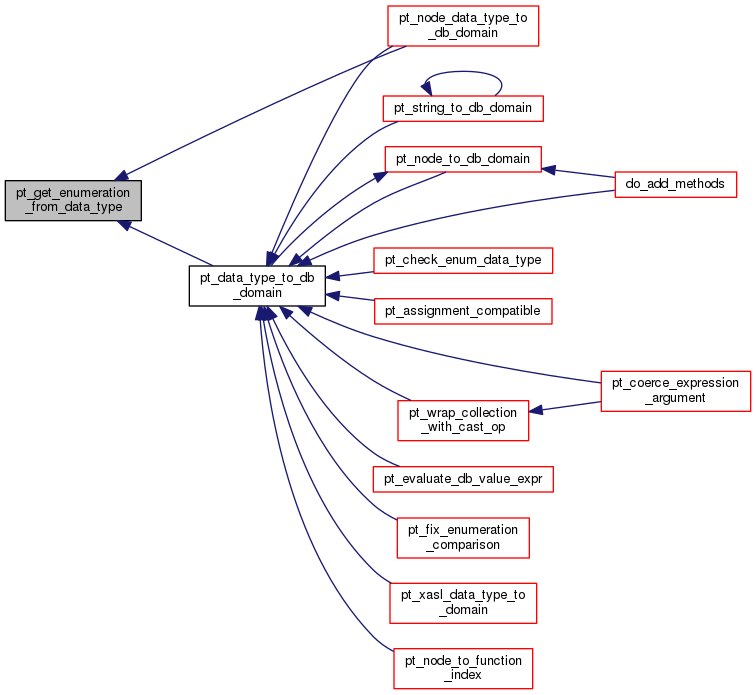 pt_node_data_type_to
_db_domain
pt_string_to_db_domain
pt_node_to_db_domain
do_add_methods
pt_get_enumeration
_from_data_type
pt_check_enum_data_type
pt_data_type_to_db
_domain
pt_assignment_compatible
pt_coerce_expression
_argument
pt_wrap_collection
_with_cast_op
pt_evaluate_db_value_expr
pt_fix_enumeration
_comparison
pt_xasl_data_type_to
_domain
pt_node_to_function
_index